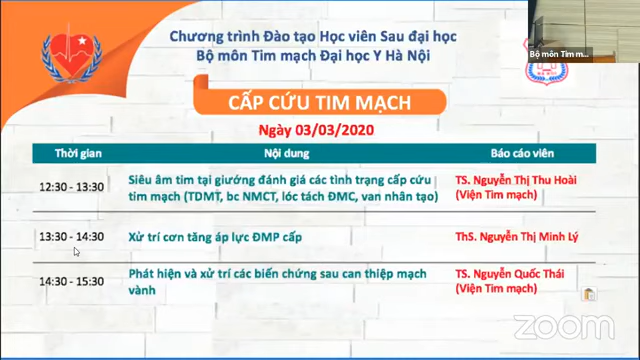 Chương trình Đào tạo Học viên Sau đại học
Bộ môn Tim mạch Đại học Y Hà Nội
Bộ môn Tim m...
HÀ NỘI
CẤP CỨU TIM MẠCH
Ngày 03/03/2020
Thời gian Nội dung Báo cáo viên
12:30 - 13:30 Siêu âm tim tại giường đánh giá các tình trạng cấp cứu TS. Nguyễn Thị Thu Hoài
tim mạch (TDMT, bc NMCT, lóc tách ĐMC, van nhân tạo) (Viện Tim mạch)
13:30 - 14:30 Xử trí cơn tăng áp lực ĐMP cấp ThS. Nguyễn Thị Minh Lý
14:30 - 15:30 Phát hiện và xử trí các biến chứng sau can thiệp mạch TS. Nguyễn Quốc Thái
vành (Viện Tim mạch)
zoom